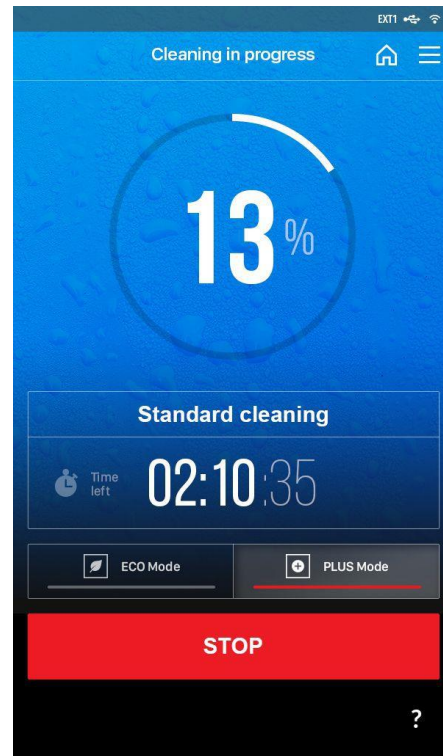 EXT1
Cleaning in progress
13%
Standard cleaning
Time left
02:10:35
ECO Mode
PLUS Mode
STOP
?